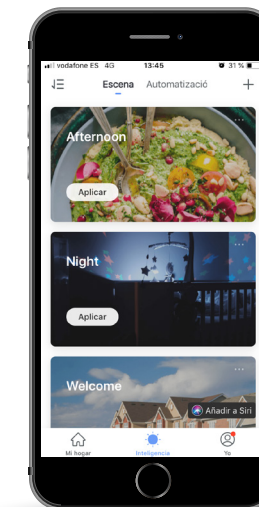 vodafone ES 4G 13:45 31 %
Escena Automatizació
Afternoon
Aplicar
Night
Aplicar
Welcome
Añadir a Siri
Mi hogar Inteligencia Yo